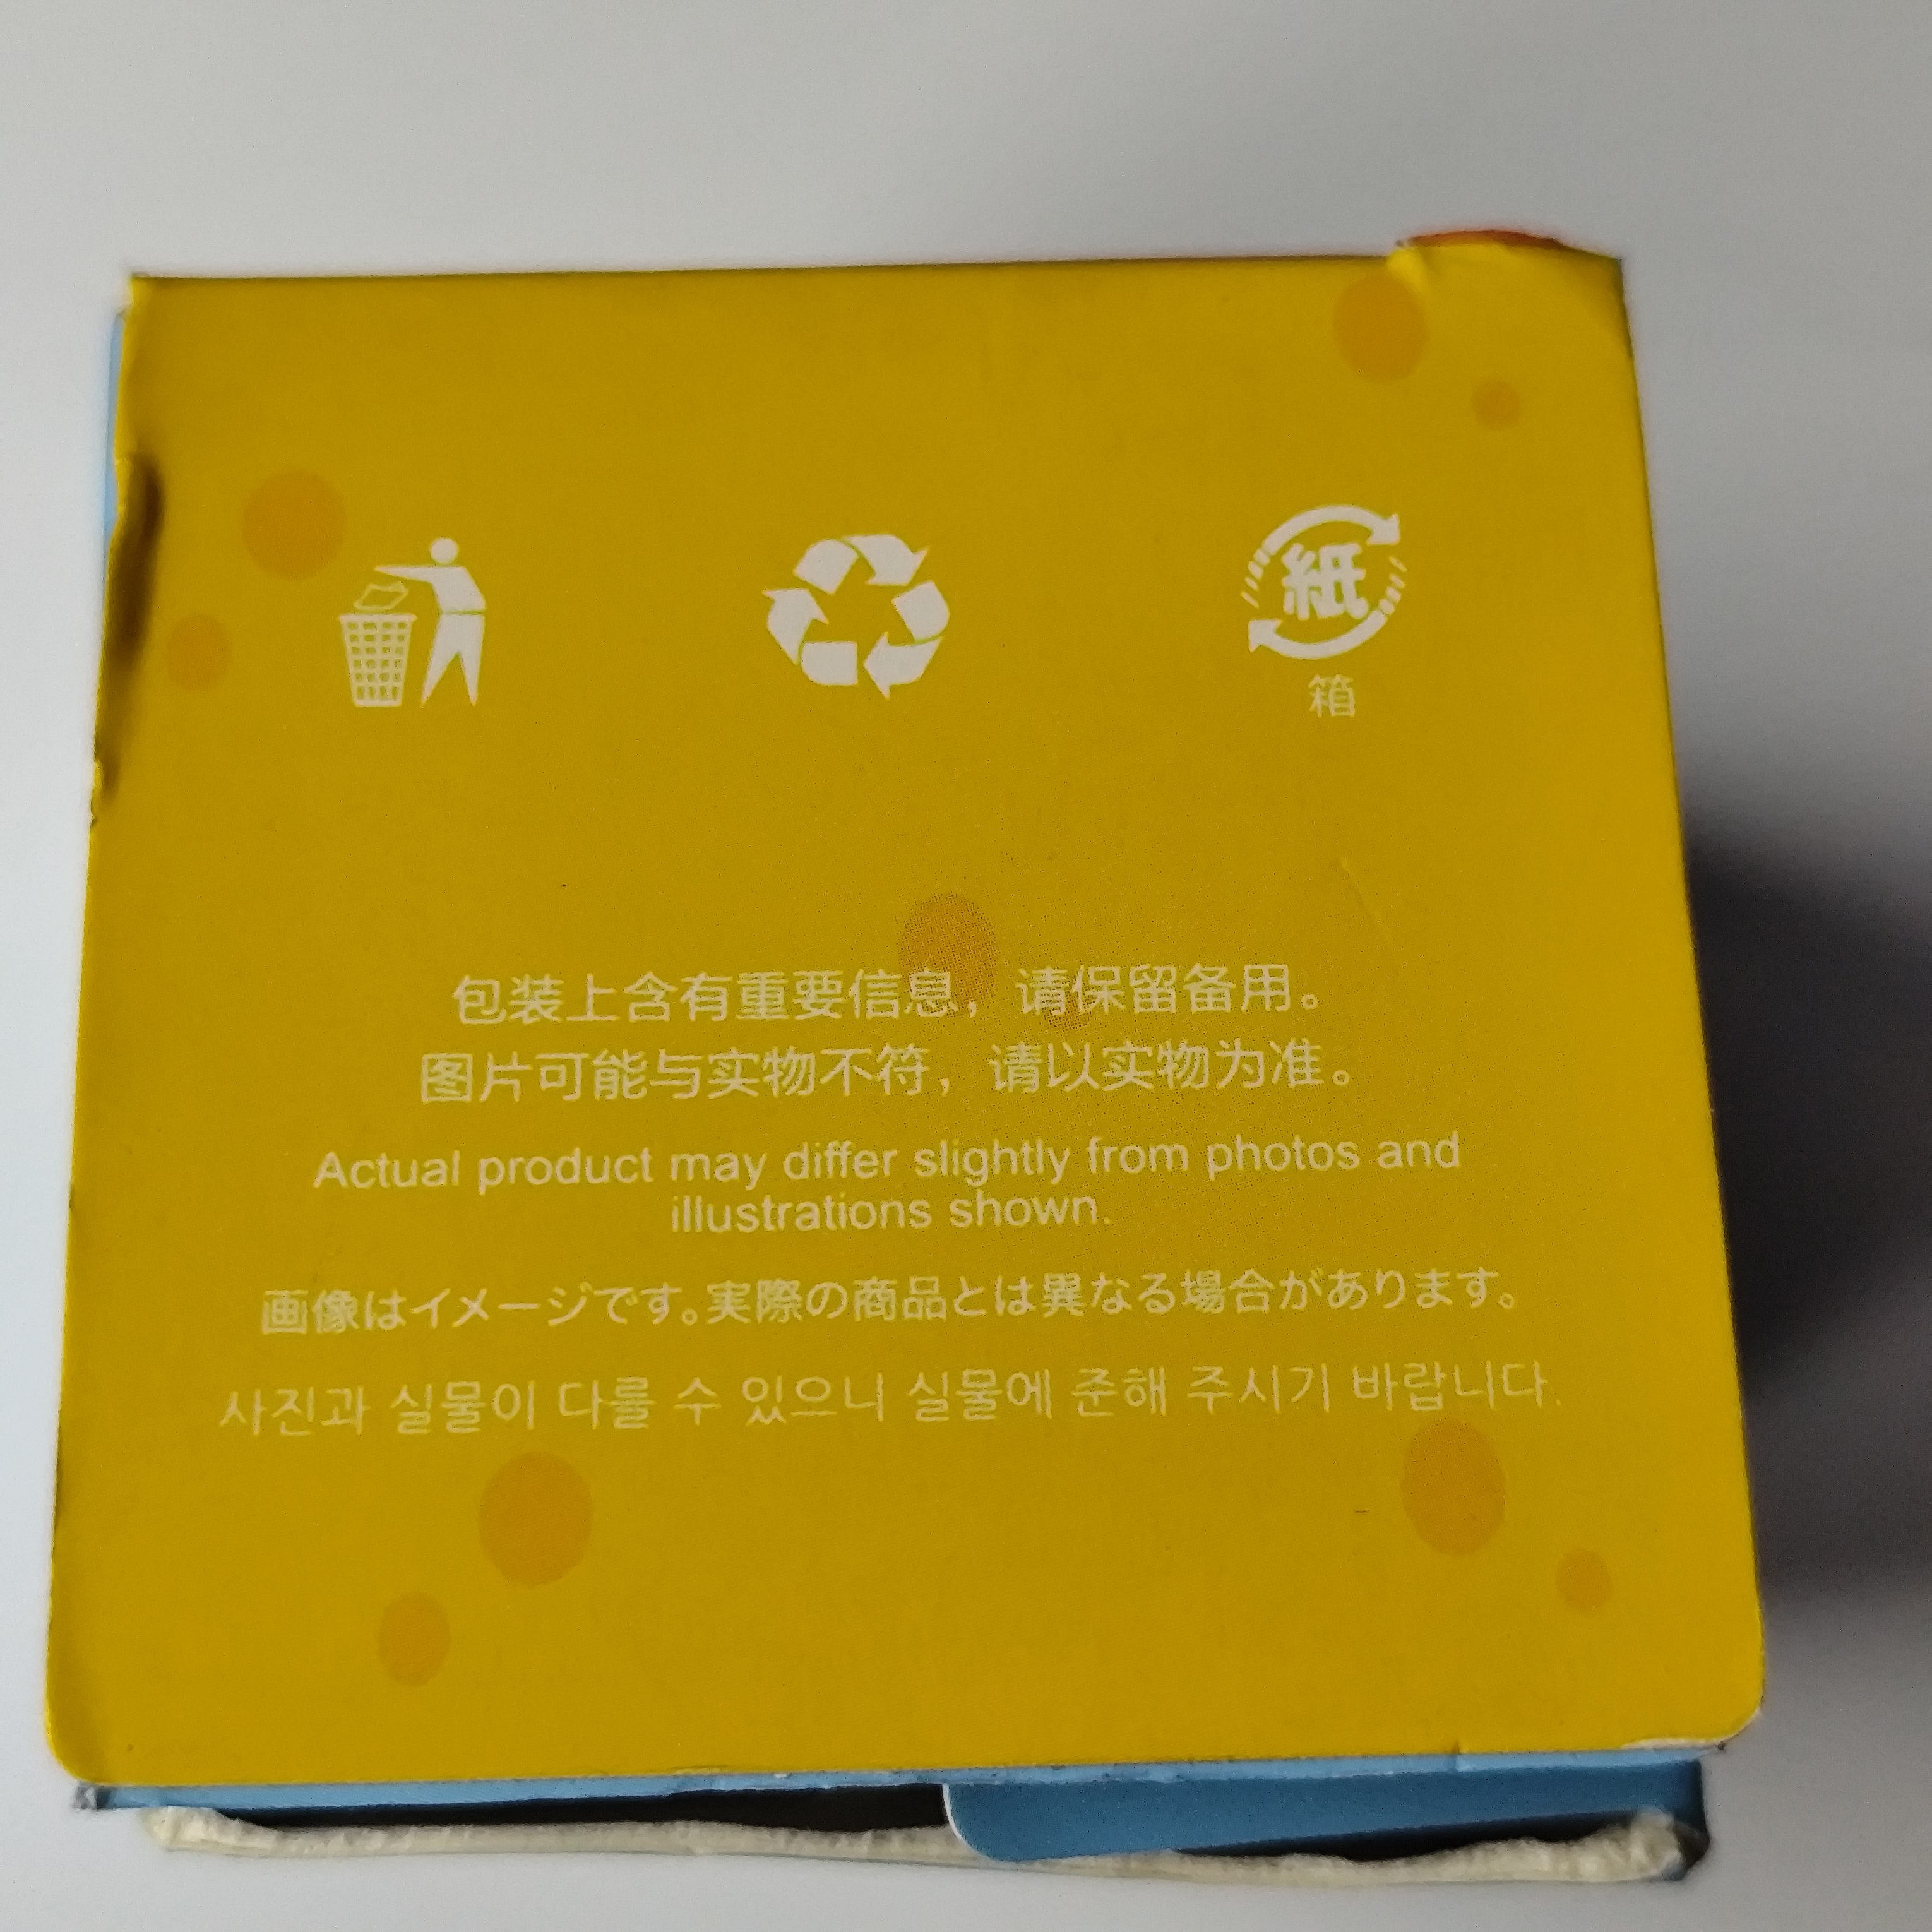 紙
箱
包装上含有重要信息，请保留备用。
图片可能与实物不符，请以实物为准。
Actual product may differ slightly from photos and
illustrations shown.
画像はイメージです。実際の商品とは異なる場合があります。
사진과 실물이 다를 수 있으니 실물에 준해 주시기 바랍니다.